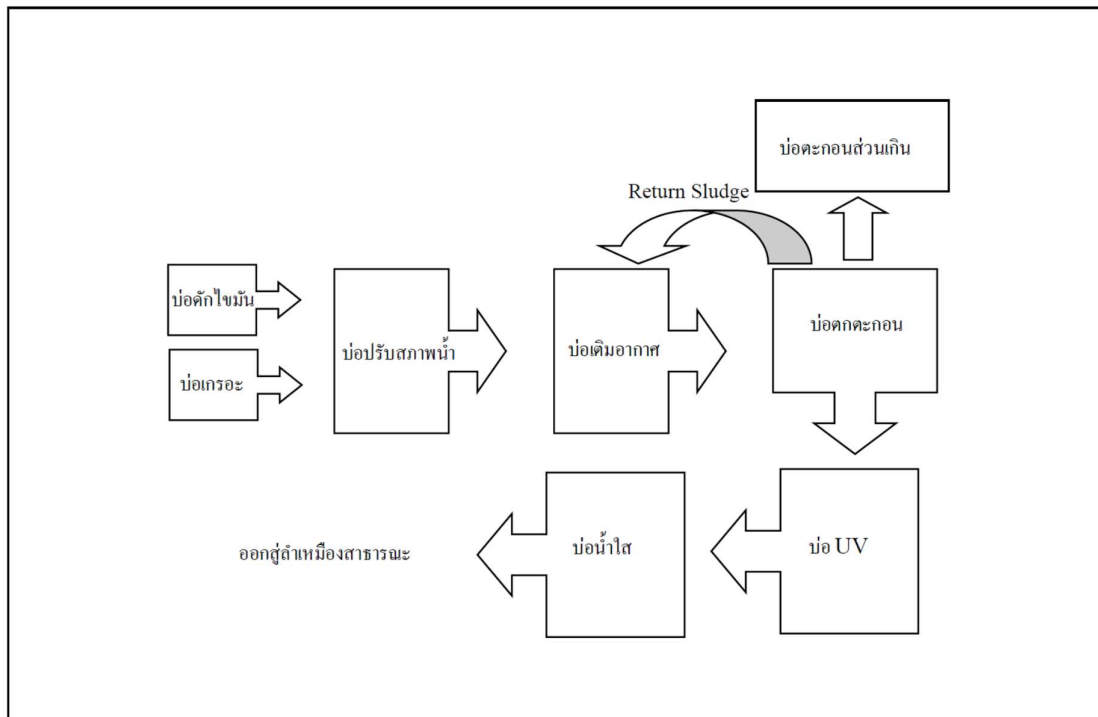 บ่อตะกอนส่วนเกิน
Return Sludge
บ่อดักไขมัน
บ่อตกตะกอน
บ่อปรับสภาพน้ำ
บ่อเติมอากาศ
บ่อเกรอะ
ออกสู่ลำเหมืองสาธารณะ
บ่อน้ำใส
บ่อ UV